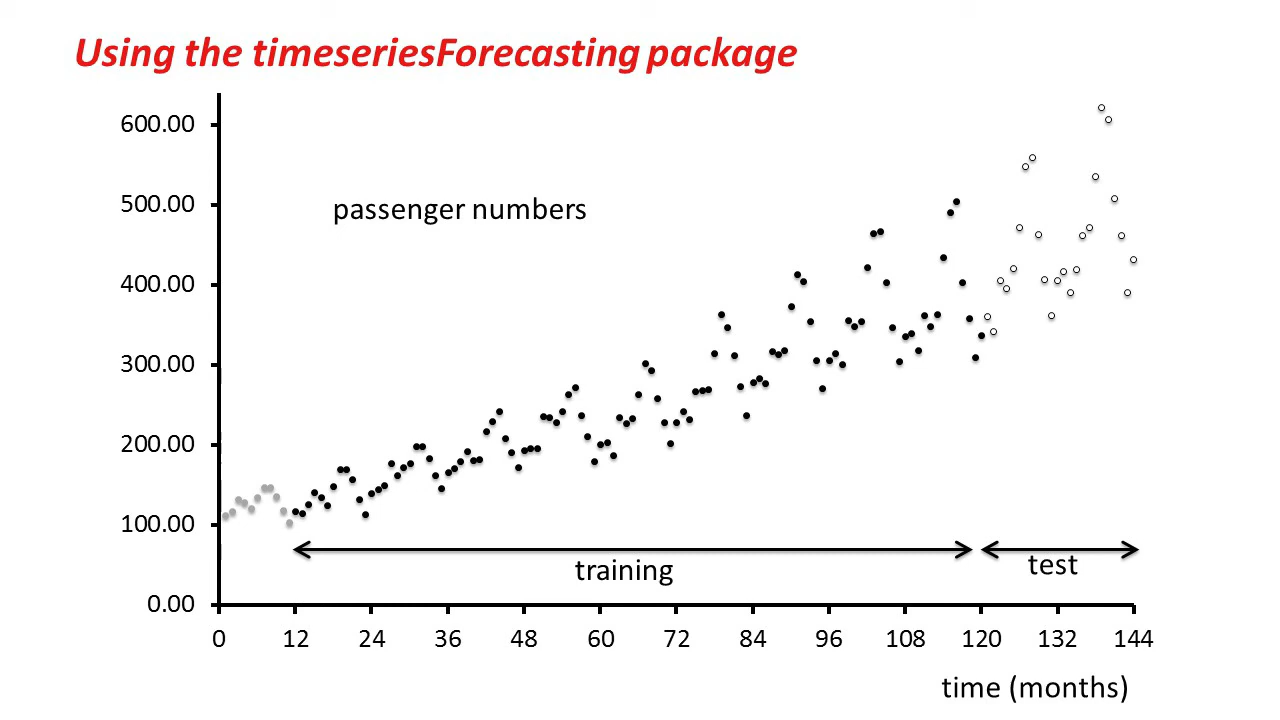 Using the timeseriesForecasting package
600.00
500.00
passenger numbers
400.00
300.00
200.00
100.00
training
test
0.00
0 12 24 36 48 60 72 84 96 108 120 132 144
time (months)